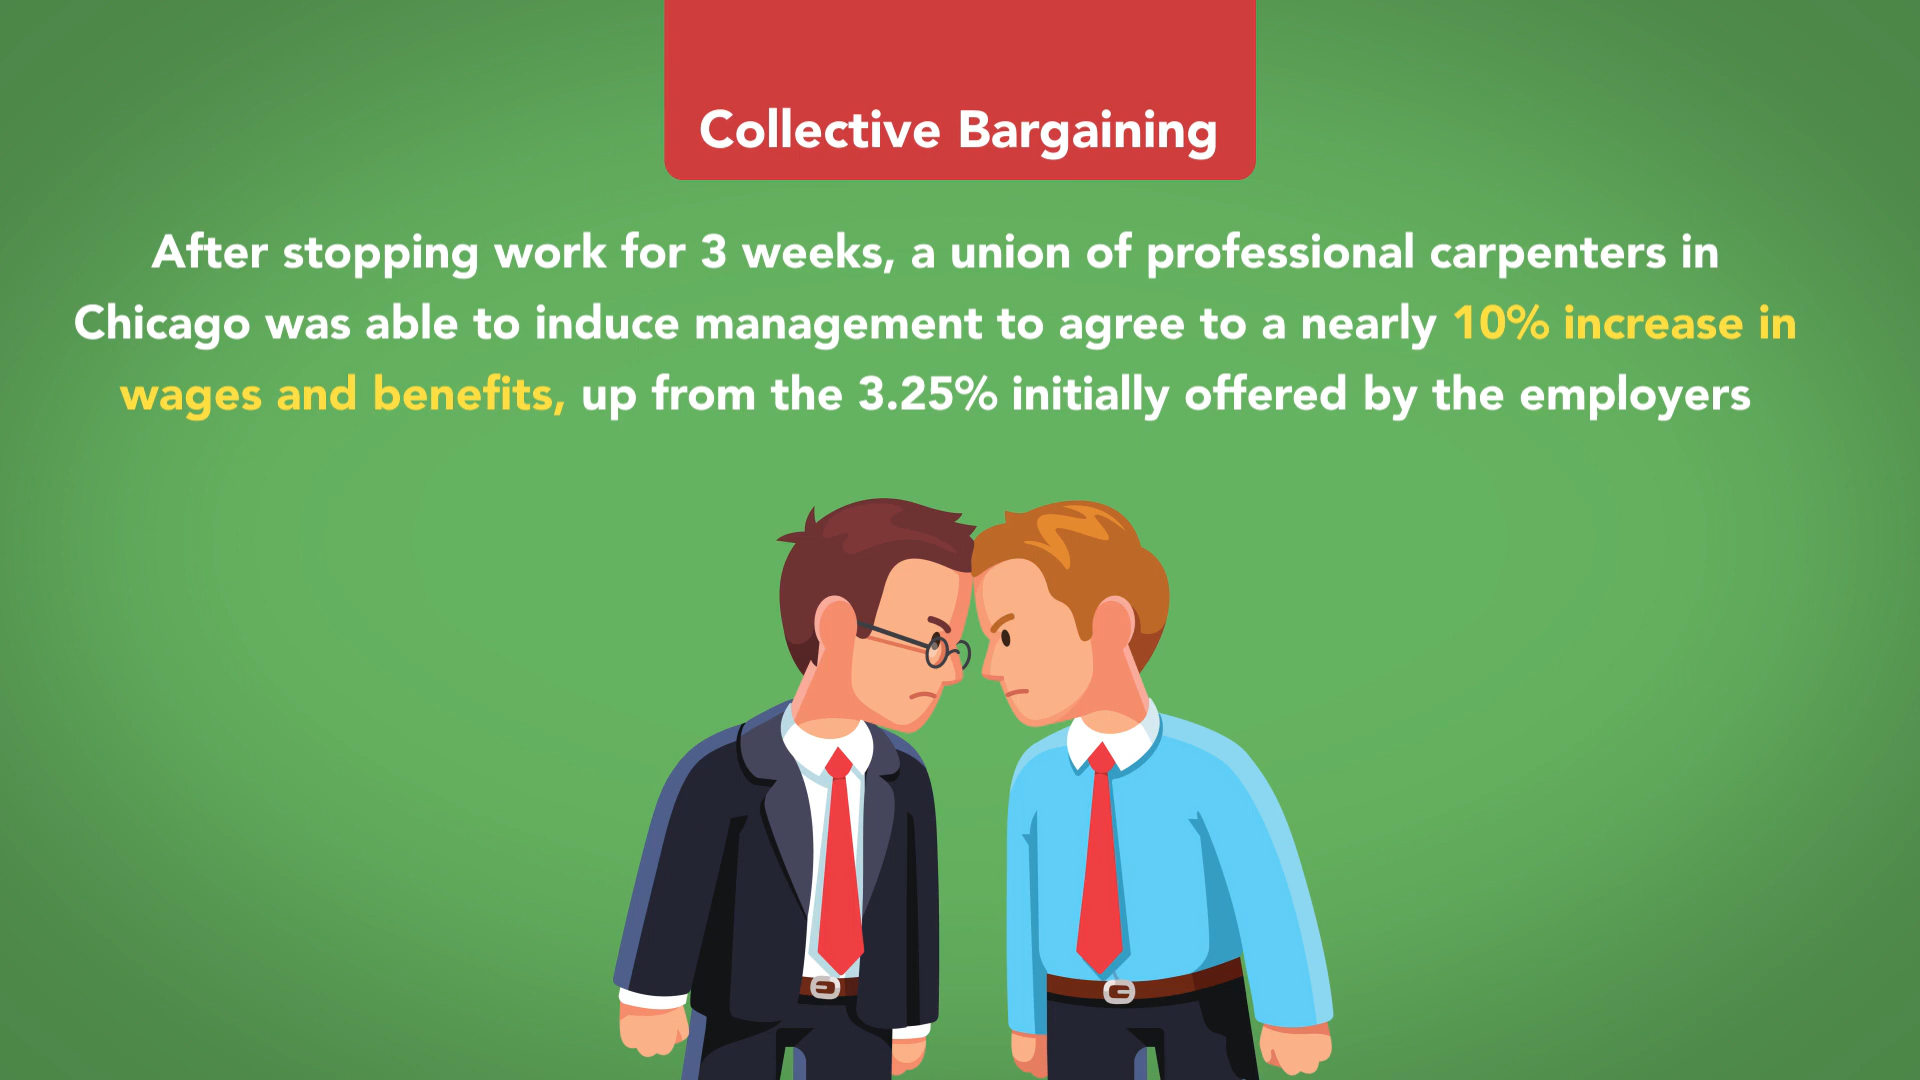 Collective Bargaining
After stopping work for 3 weeks, a union of professional carpenters in
Chicago was able to induce management to agree to a nearly 10% increase in
wages and benefits, up from the 3.25% initially offered by the employers